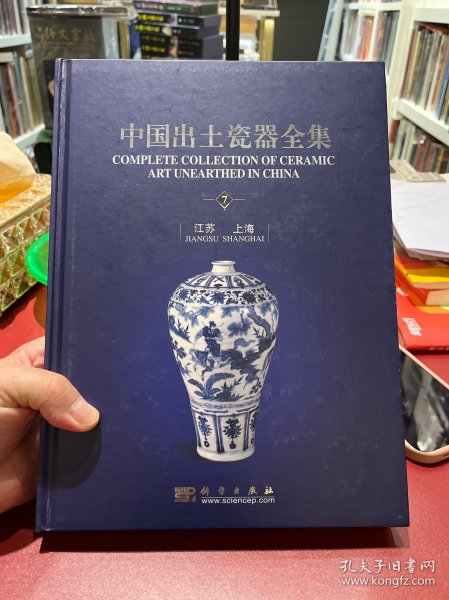 中国出土瓷器全集
COMPLETE COLLECTION OF CERAMIC
ART UNEARTHED IN CHINA
7
江苏 上海
JIANGSU SHANGHAI
科学出版社
www.sciencep.com
孔夫子旧书网
www.kongfz.com